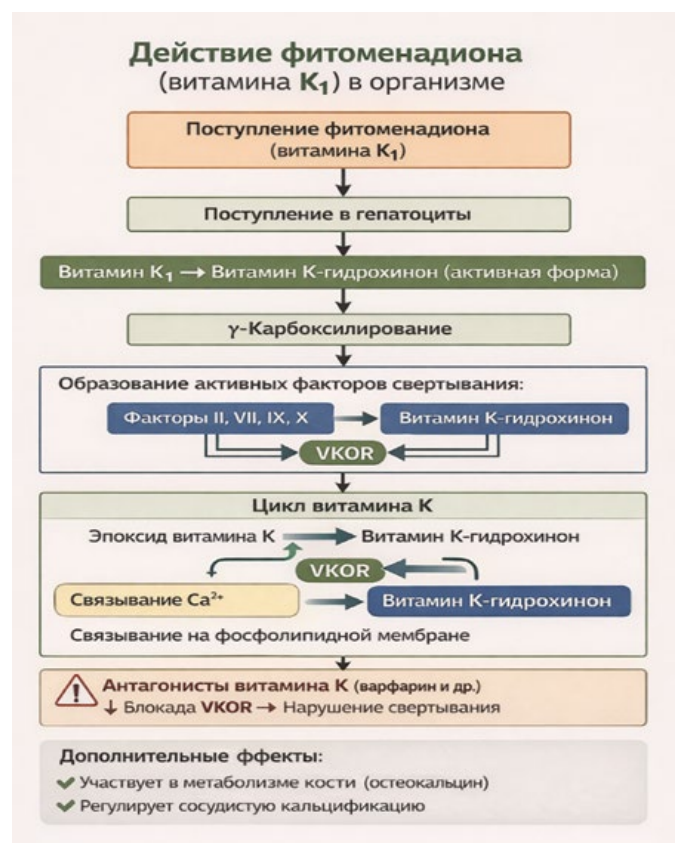 Действие фитоменадиона
(витамина K₁) в организме
Поступление фитоменадиона
(витамина K₁)
Поступление в гепатоциты
Витамин K₁ → Витамин К-гидрохинон (активная форма)
γ-Карбоксилирование
Образование активных факторов свертывания:
Факторы II, VII, IX, X → Витамин К-гидрохинон
VKOR
Цикл витамина К
Эпоксид витамина К → Витамин К-гидрохинон
VKOR
Связывание Ca²⁺ → Витамин К-гидрохинон
Связывание на фосфолипидной мембране
Антагонисты витамина К (варфарин и др.)
↓ Блокада VKOR → Нарушение свертывания
Дополнительные ффекты:
✔ Участвует в метаболизме кости (остеокальцин)
✔ Регулирует сосудистую кальцификацию